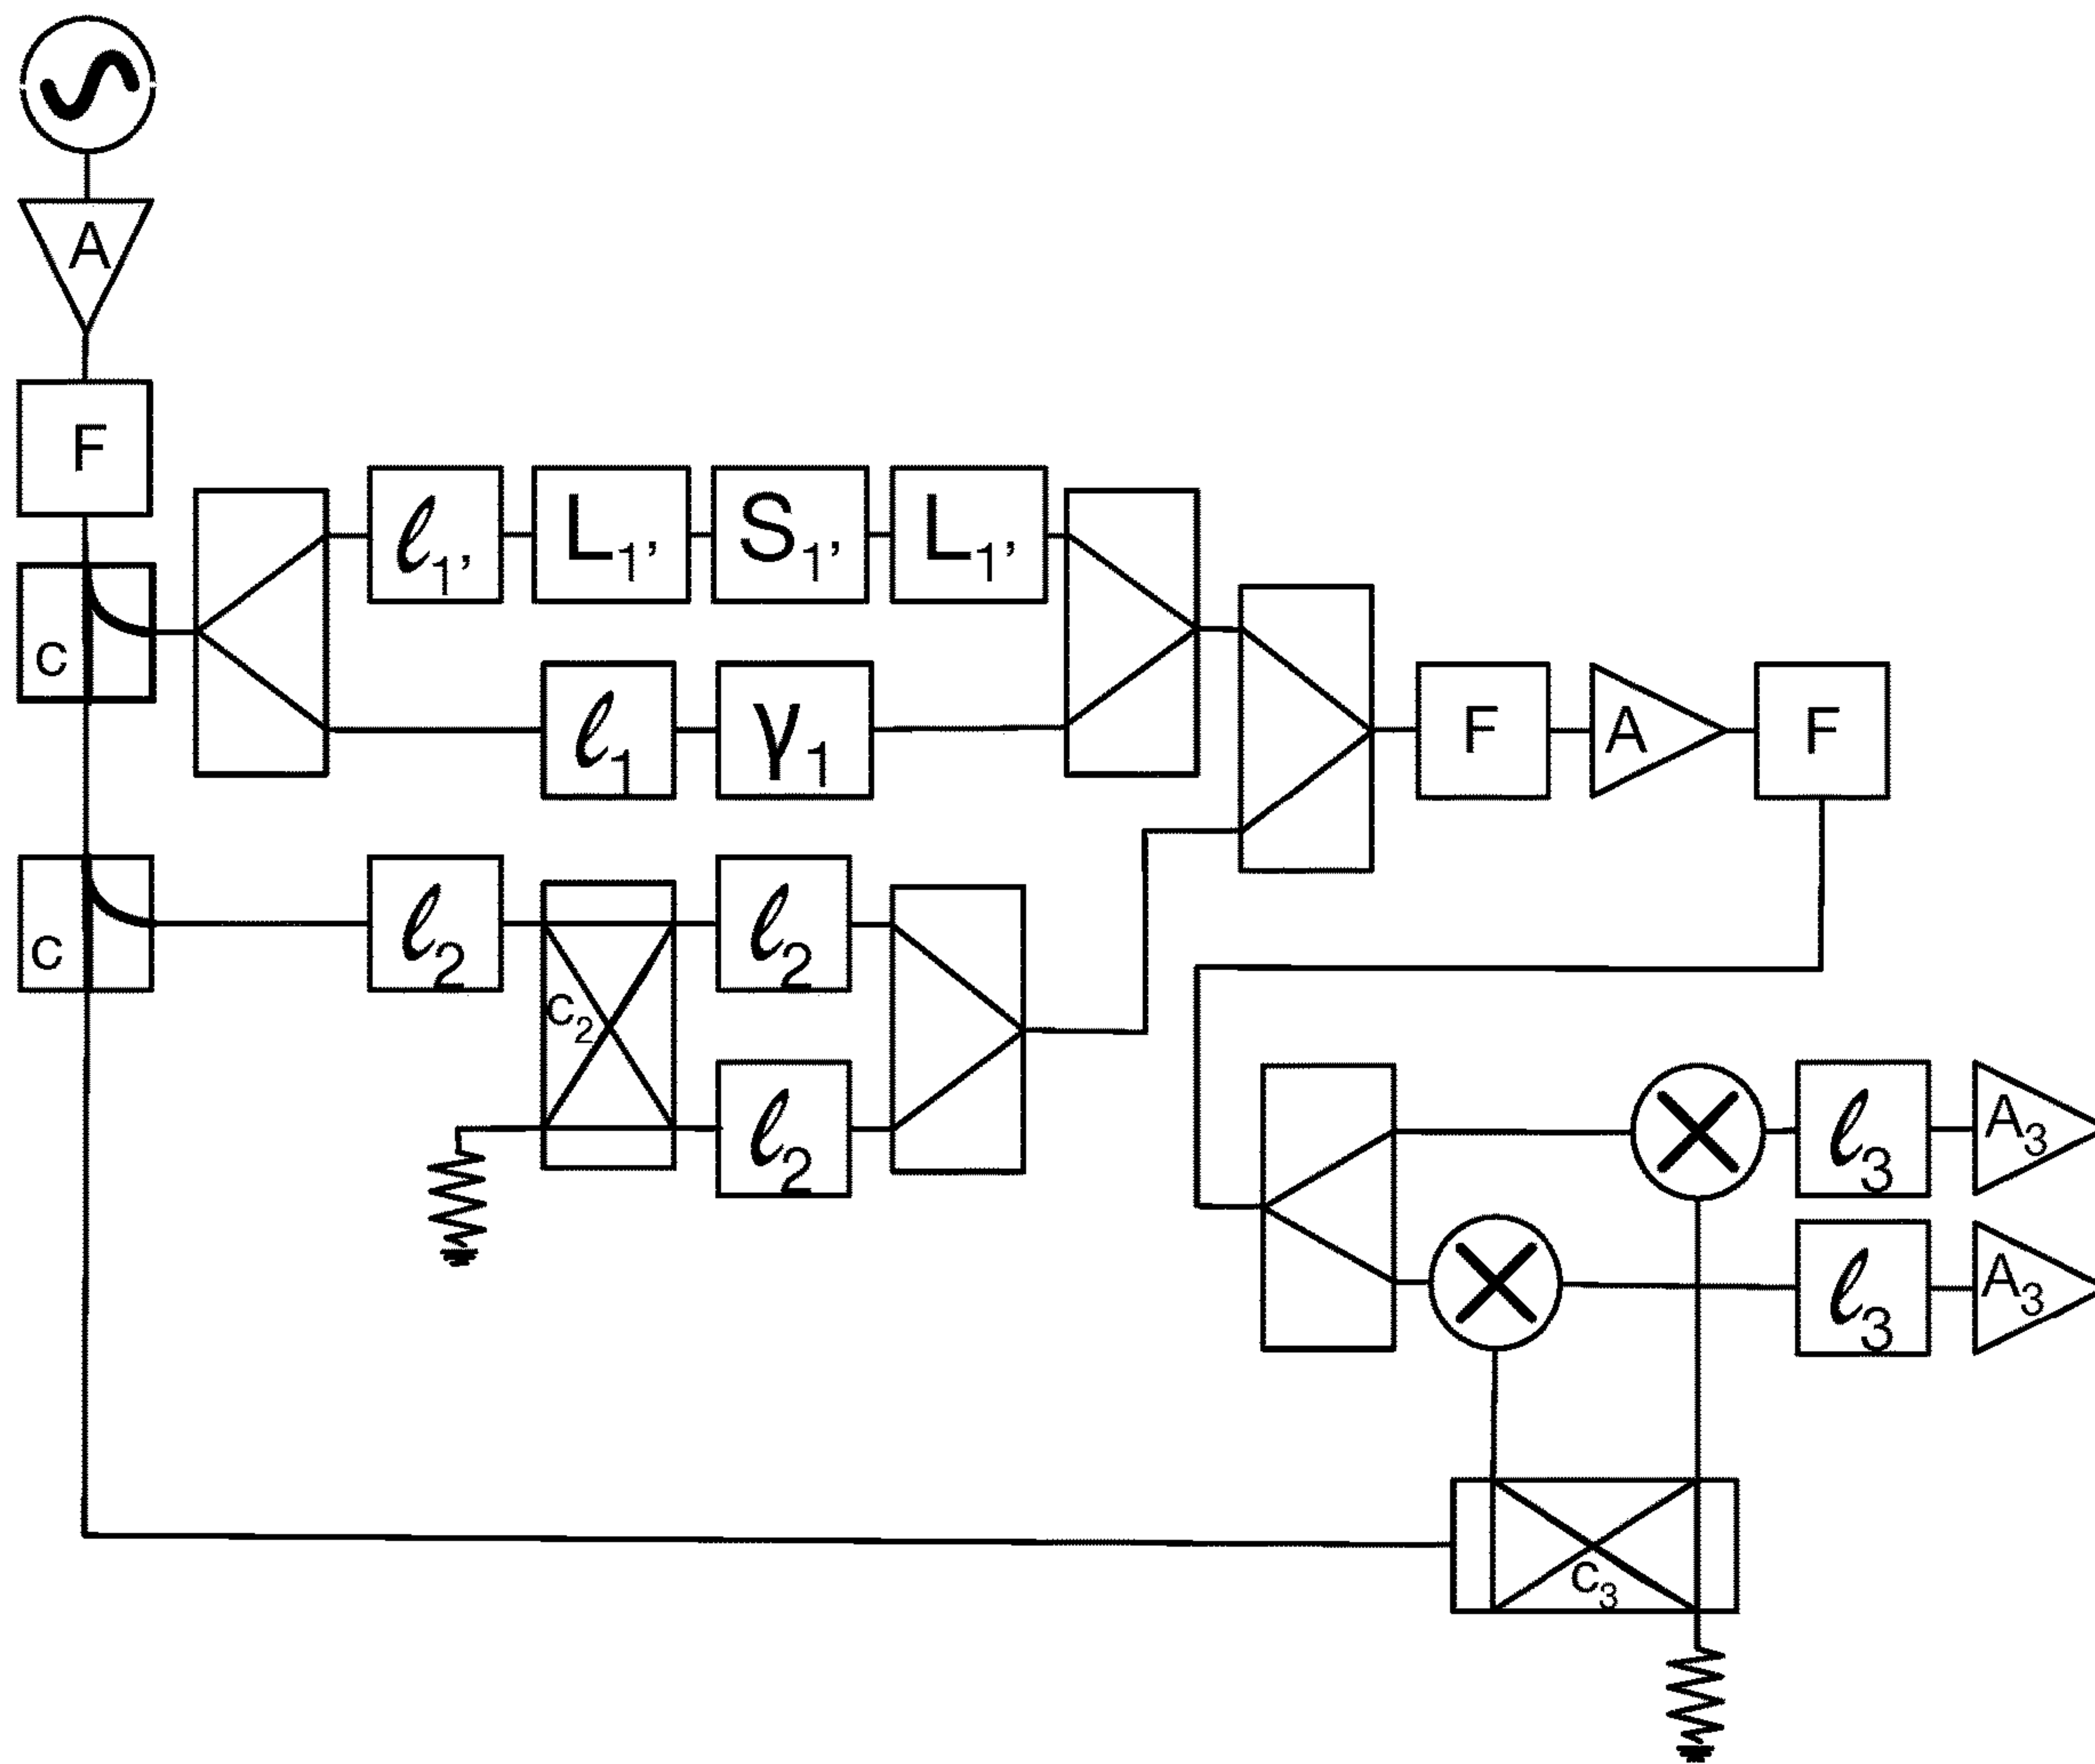 A
F
ℓ1, L1, S1, L1,
C
ℓ1 γ1
F A F
C
ℓ2 C2 ℓ2
ℓ2
ℓ3 A3
ℓ3 A3
C3